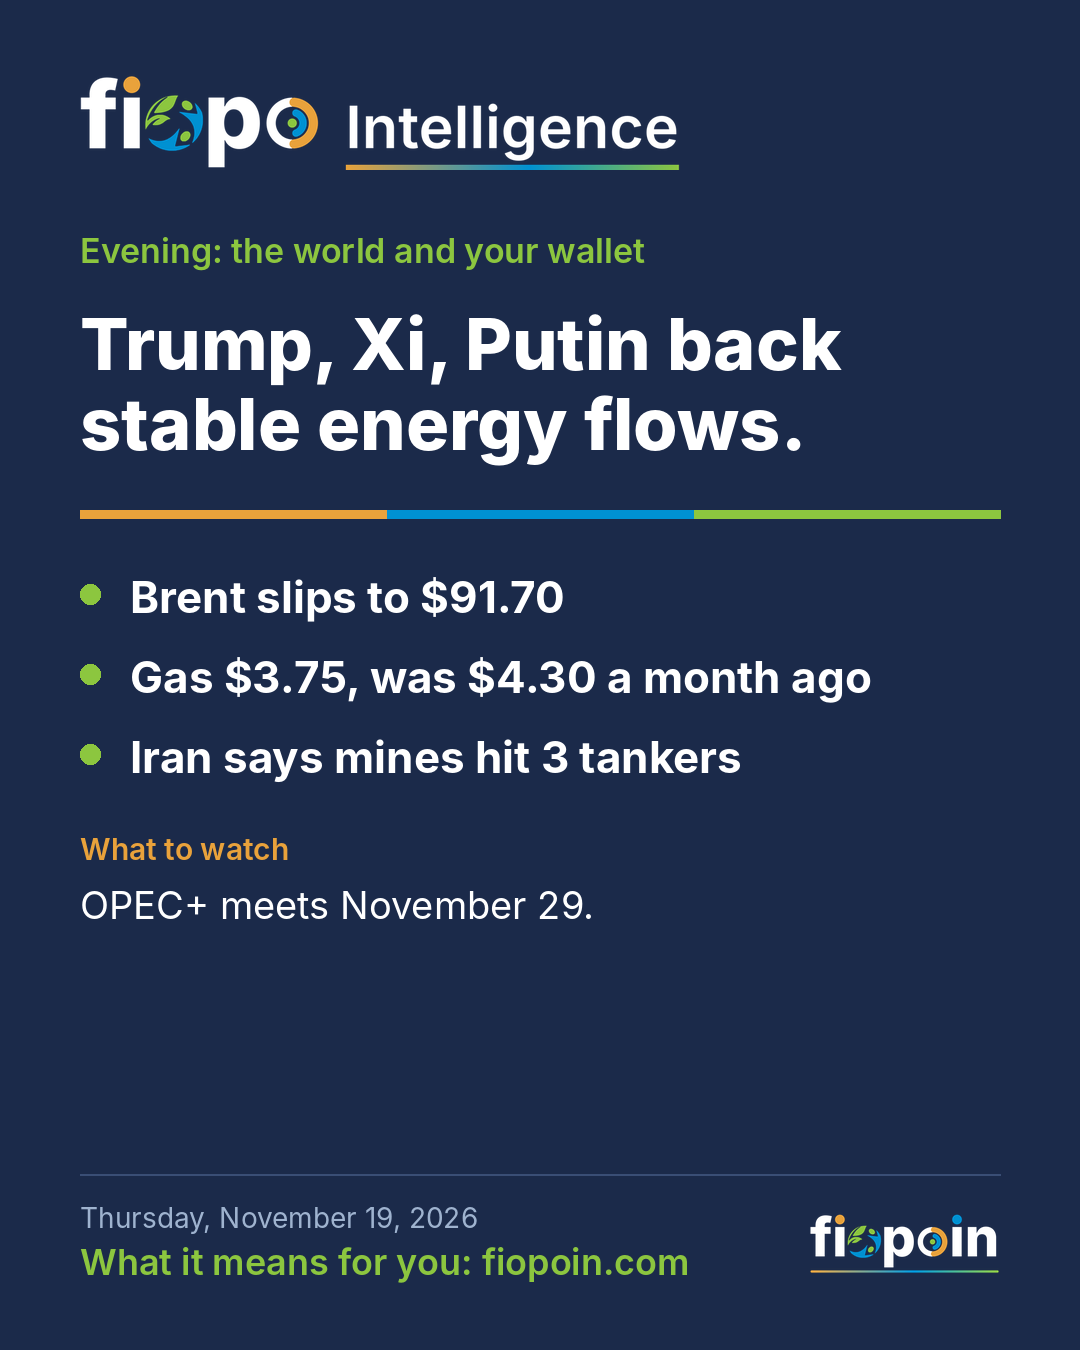 fiopo Intelligence
Evening: the world and your wallet
Trump, Xi, Putin back
stable energy flows.
Brent slips to $91.70
Gas $3.75, was $4.30 a month ago
Iran says mines hit 3 tankers
What to watch
OPEC+ meets November 29.
Thursday, November 19, 2026
What it means for you: fiopoin.com
fiopoin